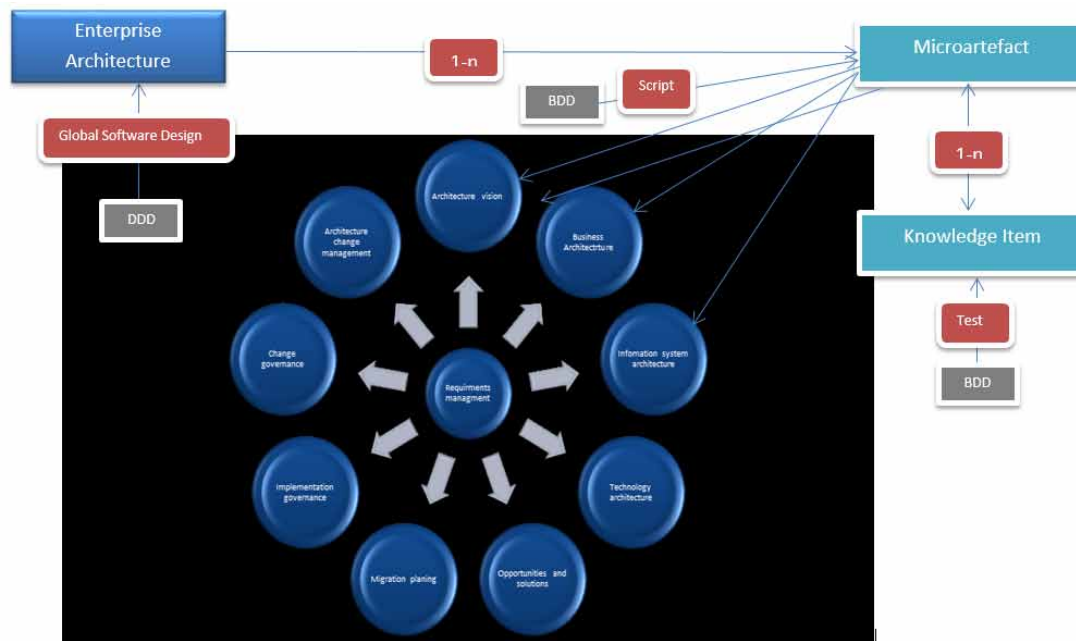 Enterprise
Architecture
1-n
Microartefact
Script
BDD
Global Software Design
1-n
DDD
Knowledge Item
Test
BDD
Architecture vision
Architecture
change
management
Business
Architectrture
Change
governance
Infomation system
architecture
Requirments
managment
Implementation
governance
Technology
architecture
Migration planing
Opportunities and
solutions